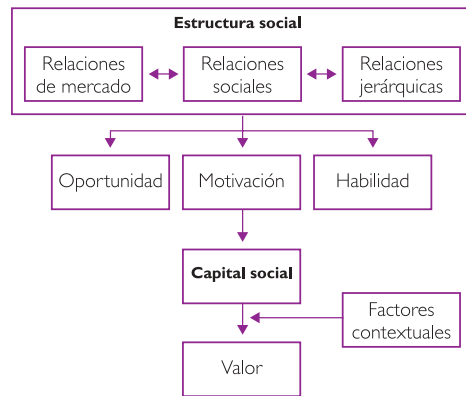 Estructura social
Relaciones
de mercado
Relaciones
sociales
Relaciones
jerárquicas
Oportunidad
Motivación
Habilidad
Capital social
Factores
contextuales
Valor